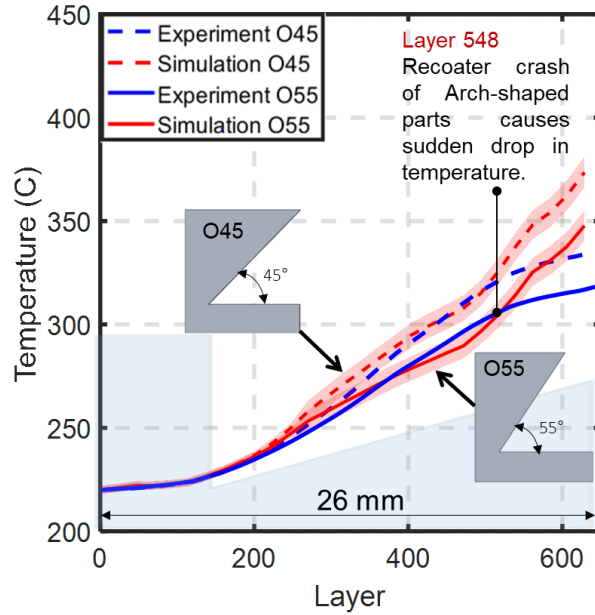 450
400
350
300
250
200
0
200
400
600
Temperature (C)
Layer
Experiment O45
Simulation O45
Experiment O55
Simulation O55
Layer 548
Recoater crash
of Arch-shaped
parts causes
sudden drop in
temperature.
O45
45°
O55
55°
26 mm